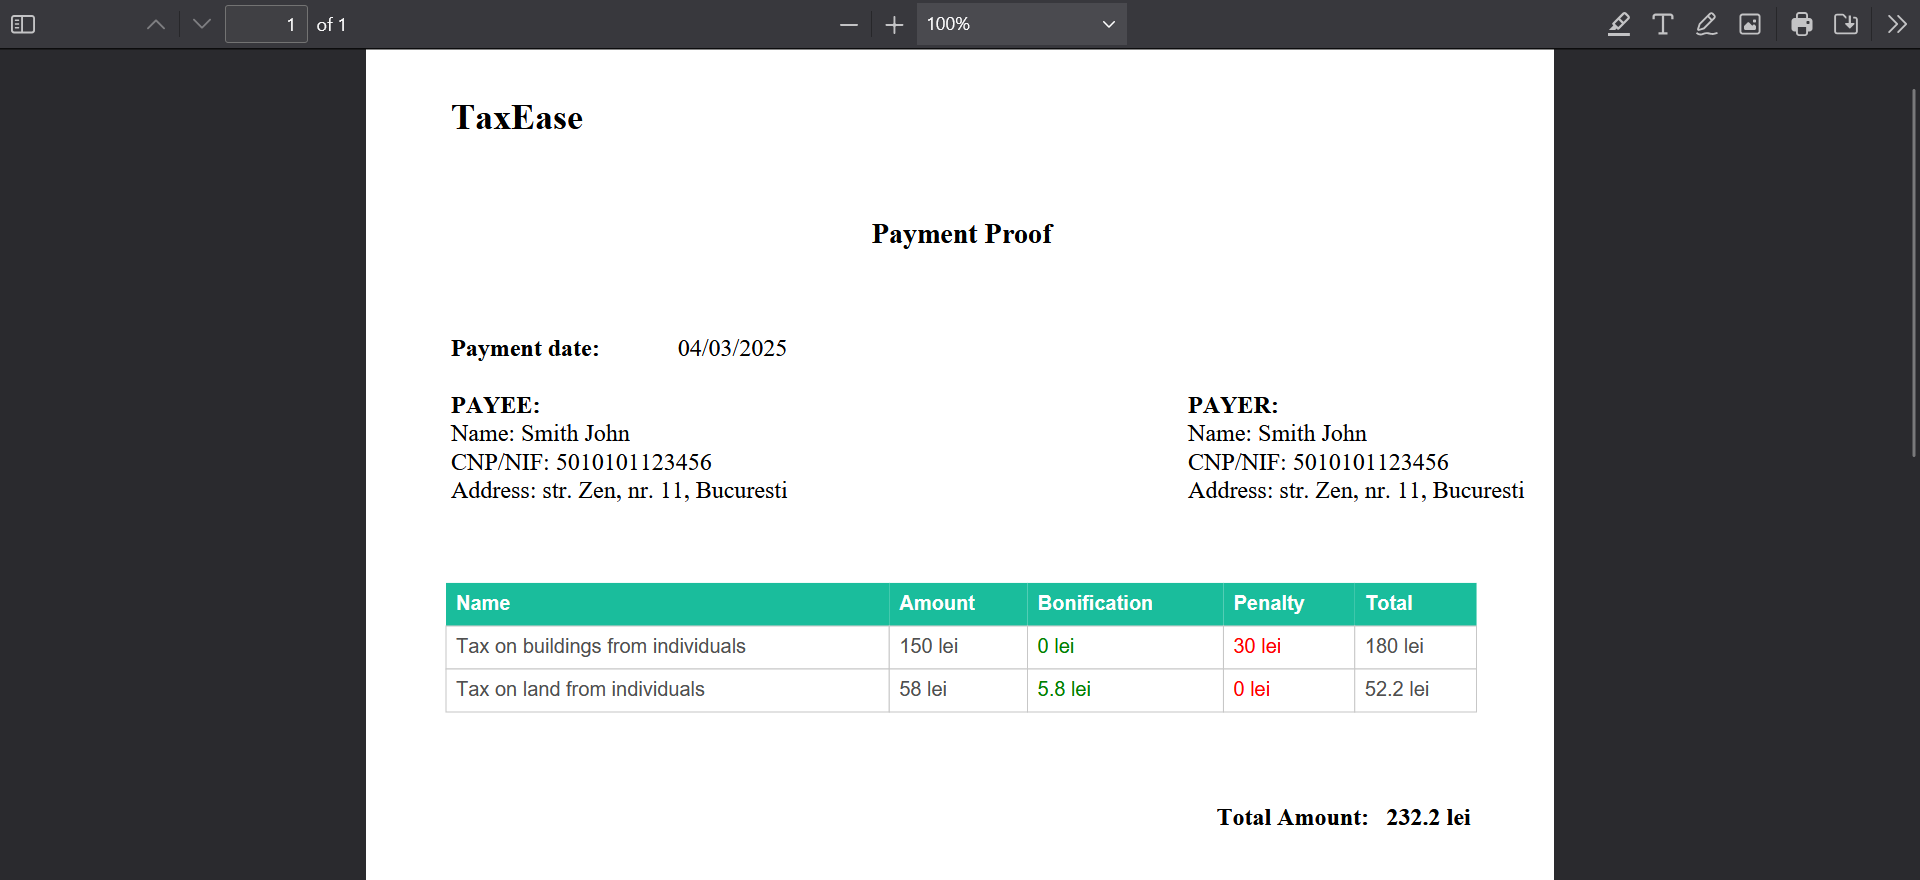 1 of 1 100%
TaxEase
Payment Proof
Payment date: 04/03/2025
PAYEE:
Name: Smith John
CNP/NIF: 5010101123456
Address: str. Zen, nr. 11, Bucuresti
PAYER:
Name: Smith John
CNP/NIF: 5010101123456
Address: str. Zen, nr. 11, Bucuresti
Name Amount Bonification Penalty Total
Tax on buildings from individuals 150 lei 0 lei 30 lei 180 lei
Tax on land from individuals 58 lei 5.8 lei 0 lei 52.2 lei
Total Amount: 232.2 lei